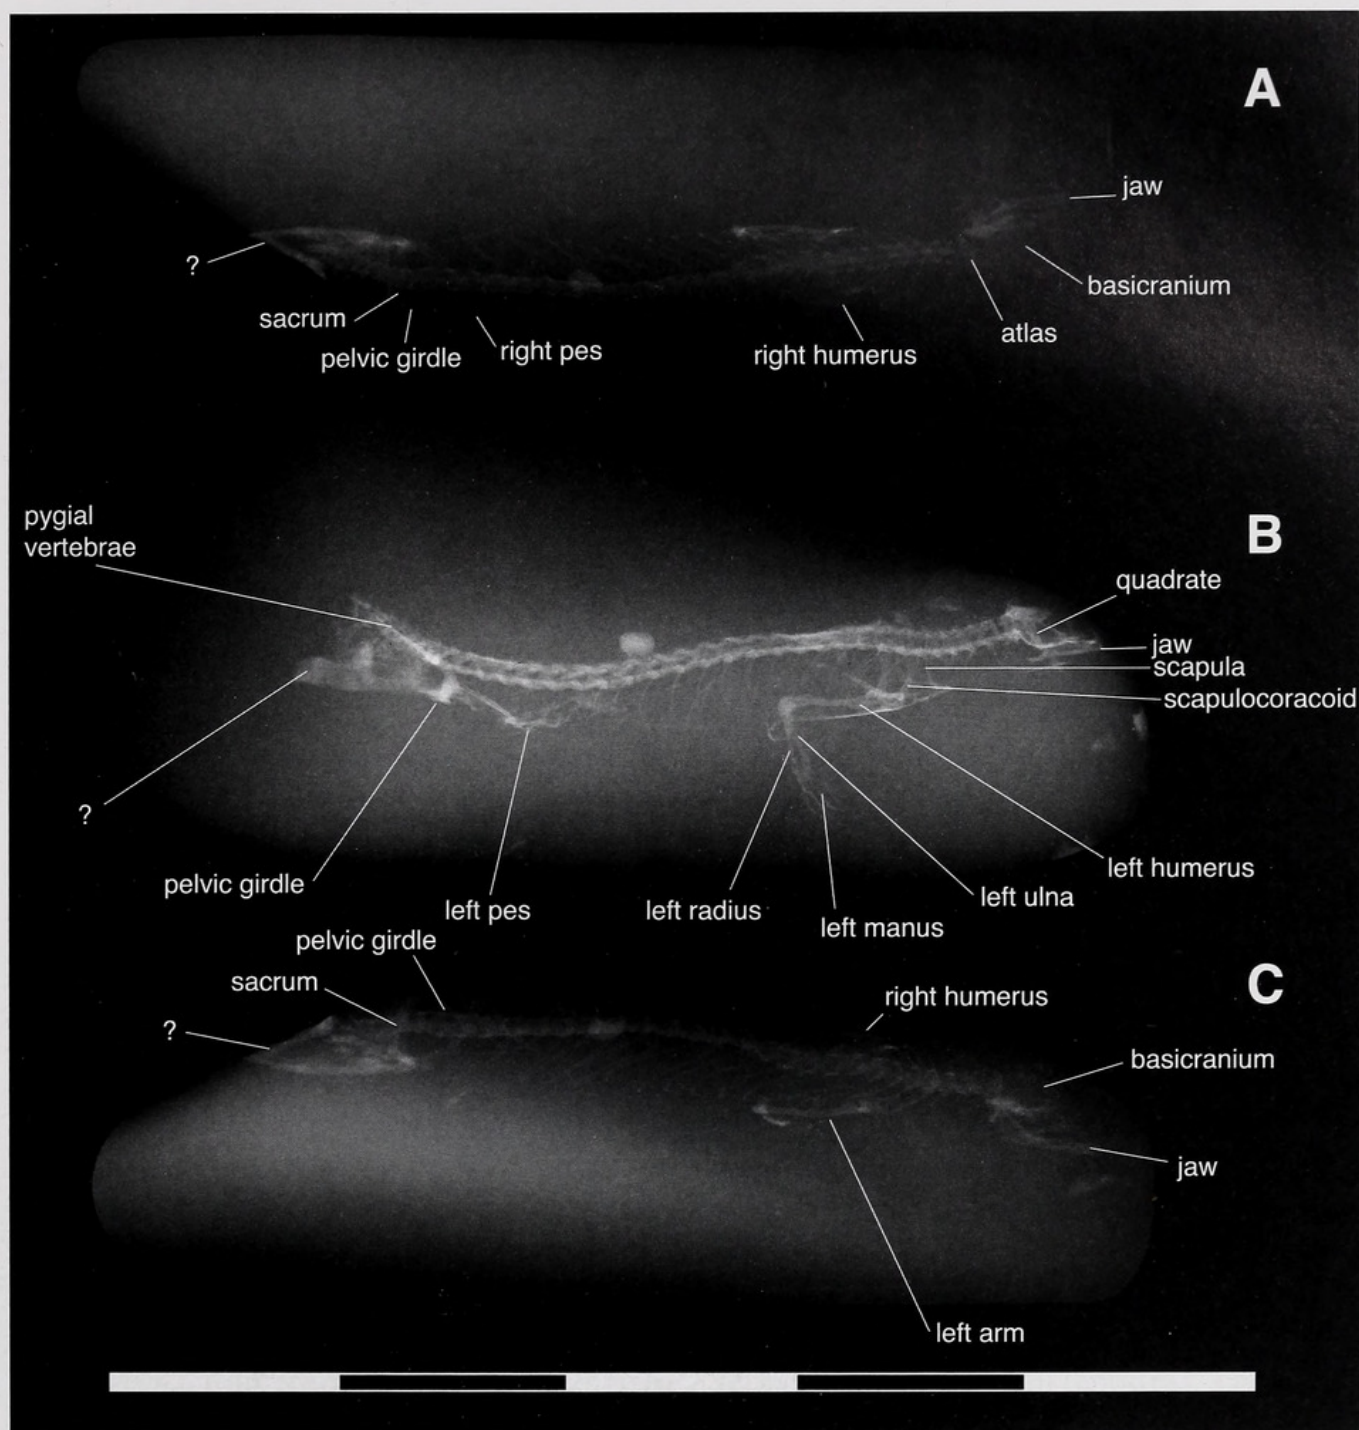 A
jaw
?
basicranium
sacrum
atlas
pelvic girdle
right pes
right humerus
pygial
vertebrae
B
quadrate
jaw
scapula
scapulocoracoid
?
pelvic girdle
left pes
left radius
left manus
left ulna
left humerus
pelvic girdle
sacrum
C
right humerus
?
basicranium
jaw
left arm